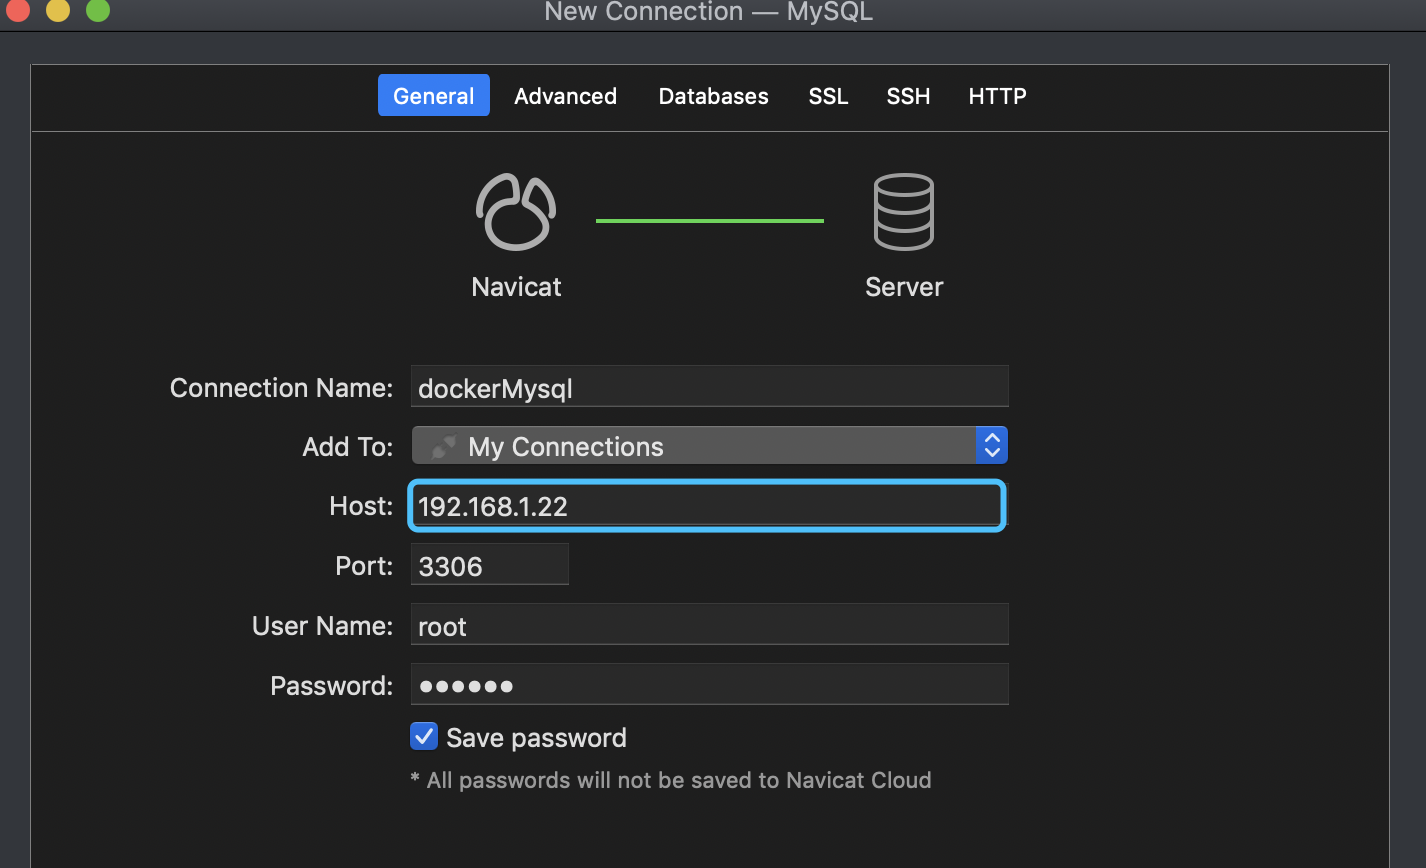 New Connection — MySQL
General Advanced Databases SSL SSH HTTP
Navicat Server
Connection Name: dockerMysql
Add To: My Connections
Host: 192.168.1.22
Port: 3306
User Name: root
Password: ••••••
Save password
* All passwords will not be saved to Navicat Cloud